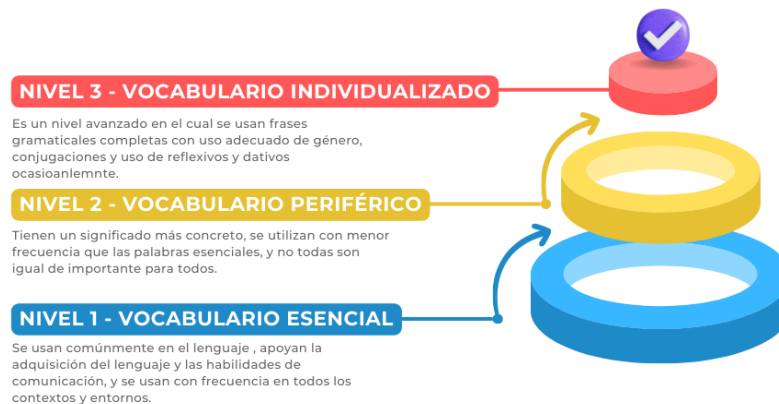 NIVEL 3 - VOCABULARIO INDIVIDUALIZADO
Es un nivel avanzado en el cual se usan frases
gramaticales completas con uso adecuado de género,
conjugaciones y uso de reflexivos y dativos
ocasioanlemnte.
NIVEL 2 - VOCABULARIO PERIFÉRICO
Tienen un significado más concreto, se utilizan con menor
frecuencia que las palabras esenciales, y no todas son
igual de importante para todos.
NIVEL 1 - VOCABULARIO ESENCIAL
Se usan comúnmente en el lenguaje , apoyan la
adquisición del lenguaje y las habilidades de
comunicación, y se usan con frecuencia en todos los
contextos y entornos.